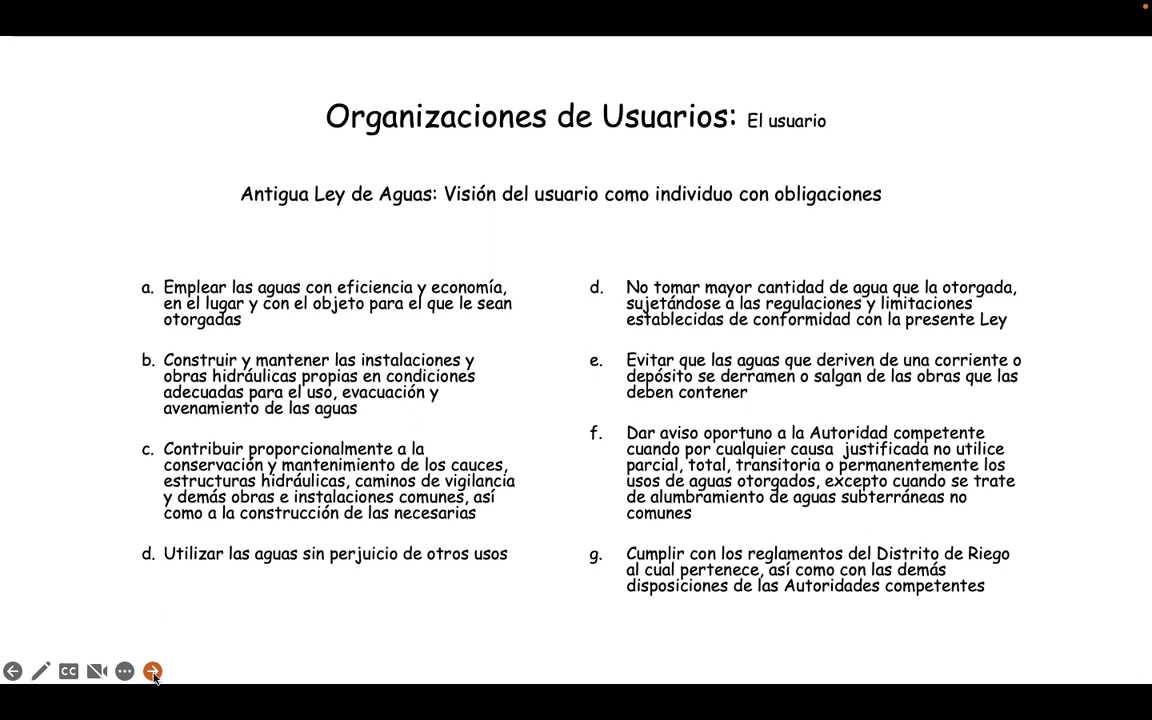 Organizaciones de Usuarios: El usuario
Antigua Ley de Aguas: Visión del usuario como individuo con obligaciones
a. Emplear las aguas con eficiencia y economía,
en el lugar y con el objeto para el que le sean
otorgadas
b. Construir y mantener las instalaciones y
obras hidráulicas propias en condiciones
adecuadas para el uso, evacuación y
avenamiento de las aguas
c. Contribuir proporcionalmente a la
conservación y mantenimiento de los cauces,
estructuras hidráulicas, caminos de vigilancia
y demás obras e instalaciones comunes, así
como a la construcción de las necesarias
d. Utilizar las aguas sin perjuicio de otros usos
d. No tomar mayor cantidad de agua que la otorgada,
sujetándose a las regulaciones y limitaciones
establecidas de conformidad con la presente Ley
e. Evitar que las aguas que deriven de una corriente o
depósito se derramen o salgan de las obras que las
deben contener
f. Dar aviso oportuno a la Autoridad competente
cuando por cualquier causa justificada no utilice
parcial, total, transitoria o permanentemente los
usos de aguas otorgados, excepto cuando se trate
de alumbramiento de aguas subterráneas no
comunes
g. Cumplir con los reglamentos del Distrito de Riego
al cual pertenece, así como con las demás
disposiciones de las Autoridades competentes
CC